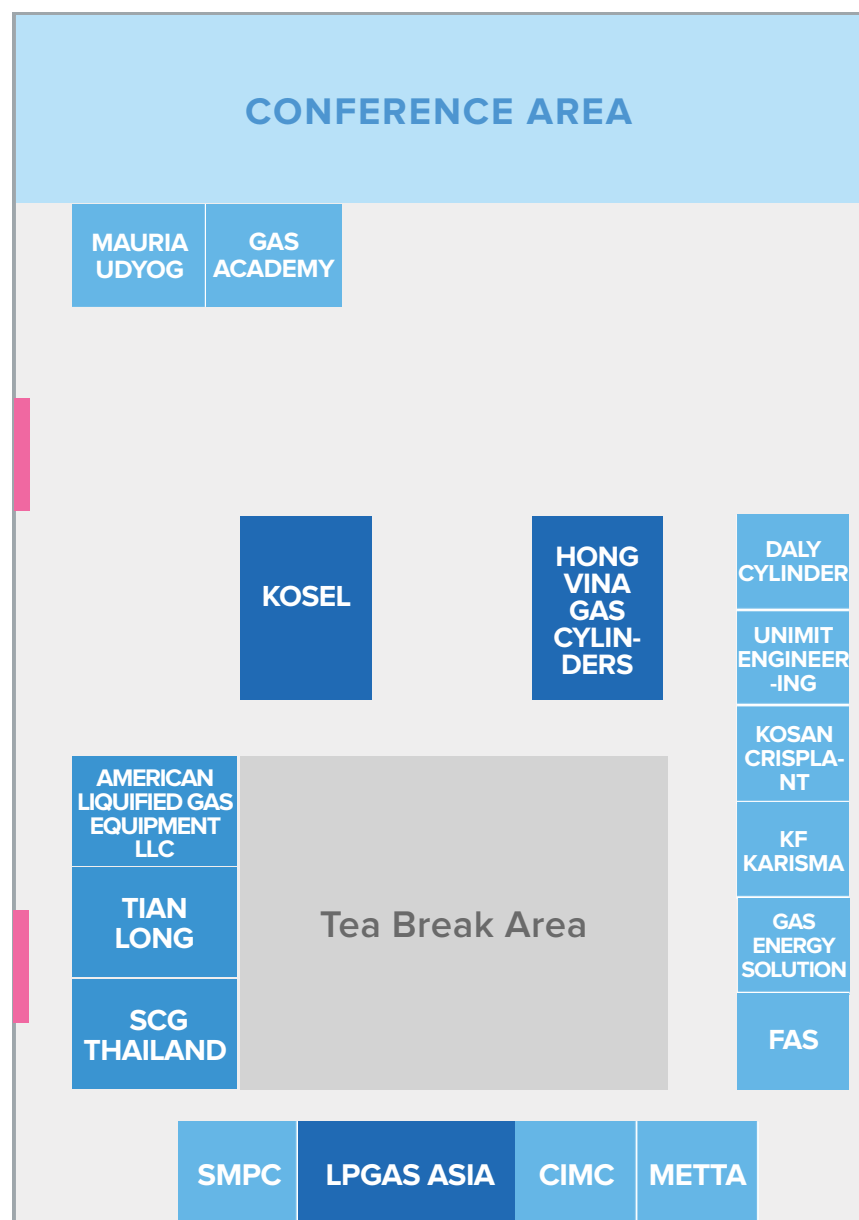 CONFERENCE AREA
MAURIA
UDYOG
GAS
ACADEMY
KOSEL
HONG
VINA
GAS
CYLIN-
DERS
DALY
CYLINDER
UNIMIT
ENGINEER
-ING
KOSAN
CRISPLA-
NT
KF
KARISMA
GAS
ENERGY
SOLUTION
FAS
AMERICAN
LIQUIFIED GAS
EQUIPMENT
LLC
TIAN
LONG
SCG
THAILAND
Tea Break Area
SMPC
LPGAS ASIA
CIMC
METTA